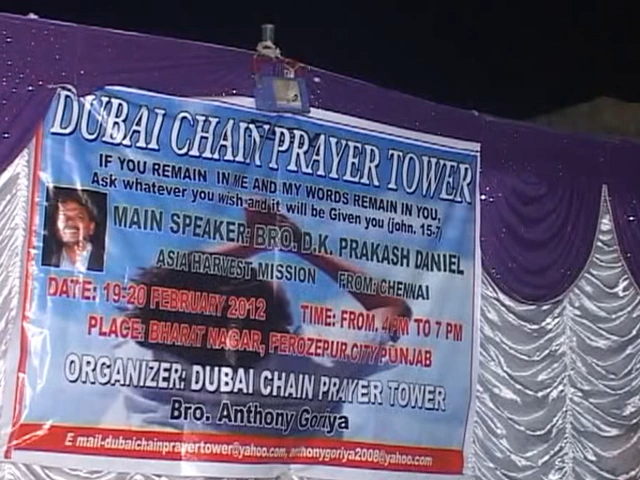 DUBAI CHAIN PRAYER TOWER
IF YOU REMAIN IN ME AND MY WORDS REMAIN IN YOU,
Ask whatever you wish and it will be Given you (john. 15-7)
MAIN SPEAKER: BRO. D.K. PRAKASH DANIEL
ASIA HARVEST MISSION FROM: CHENNAI
DATE: 19-20 FEBRUARY 2012 TIME: FROM, 4 PM TO 7 PM
PLACE: BHARAT NAGAR, FEROZEPUR CITY PUNJAB
ORGANIZER: DUBAI CHAIN PRAYER TOWER
Bro. Anthony Goriya
E mail-dubaichainprayertower@yahoo.com, anthonygoriya2008@yahoo.com